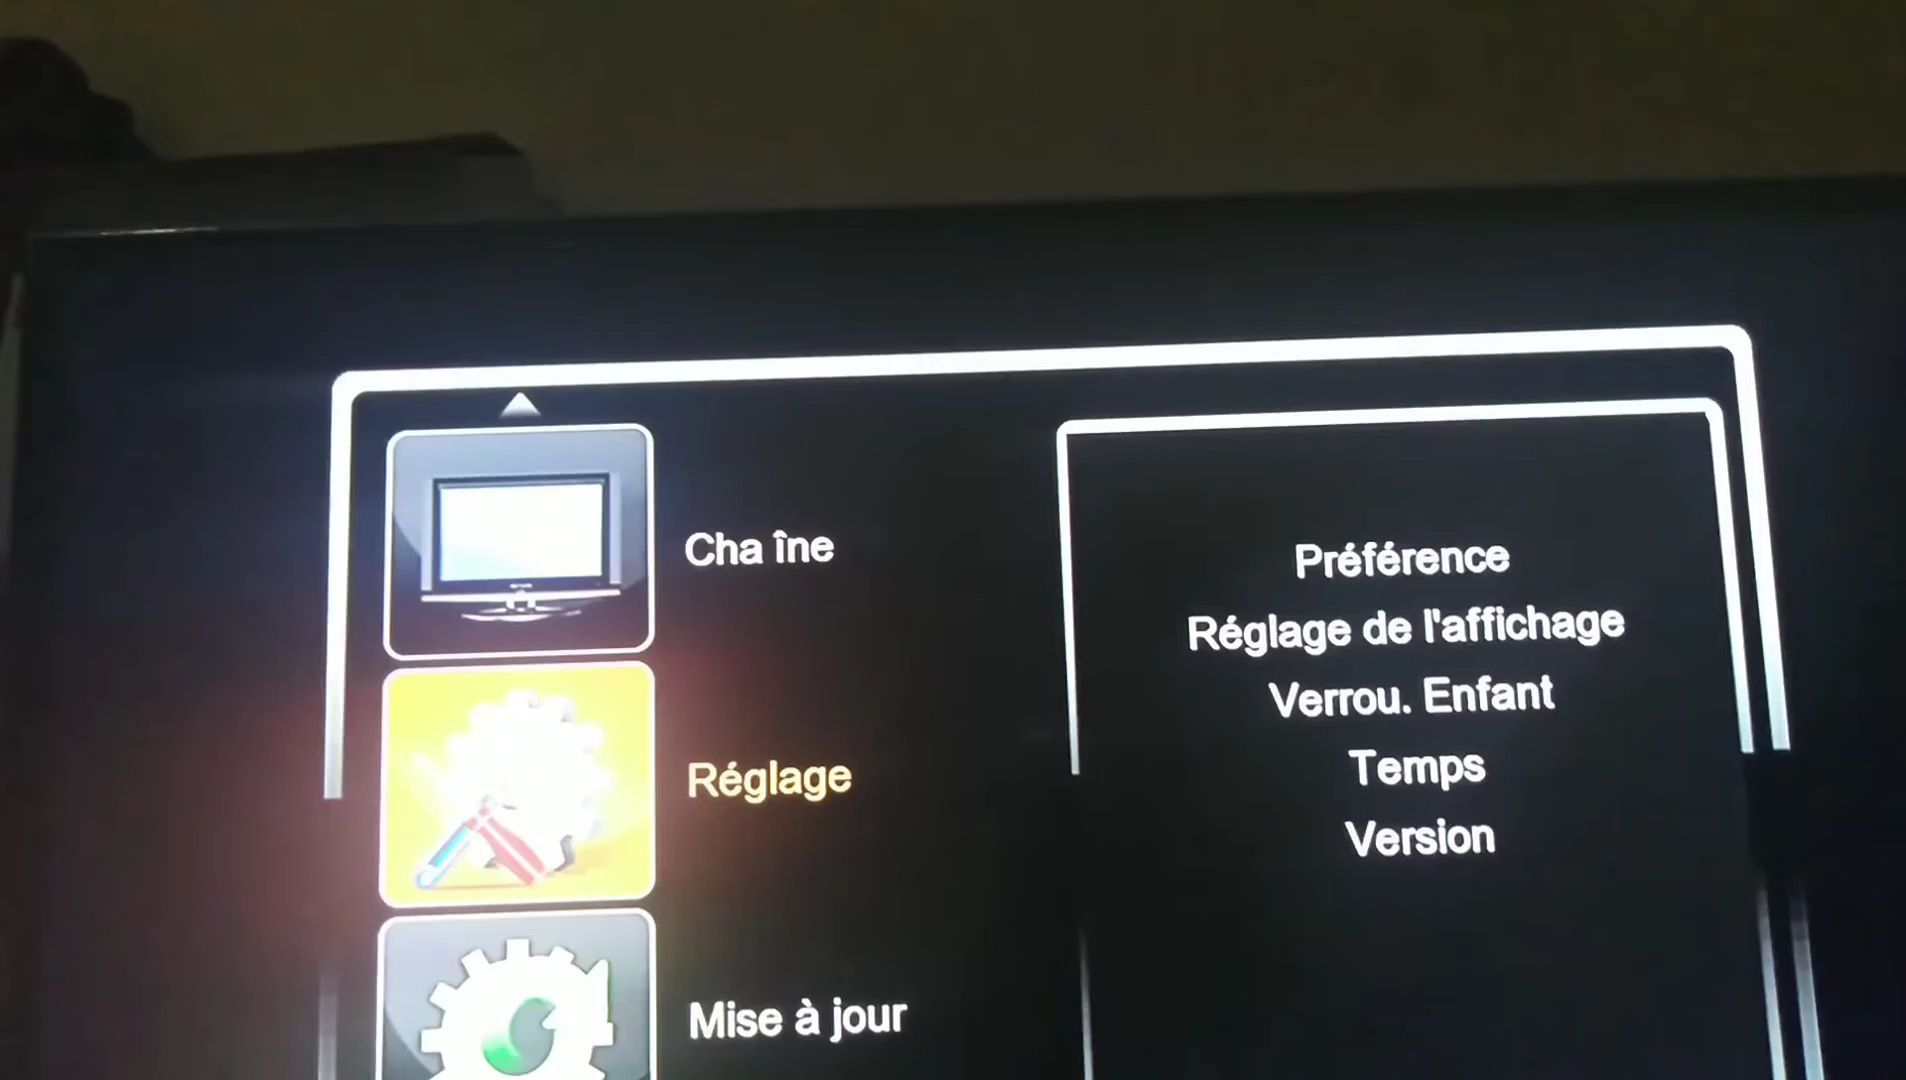 Cha îne
Réglage
Mise à jour
Préférence
Réglage de l'affichage
Verrou. Enfant
Temps
Version